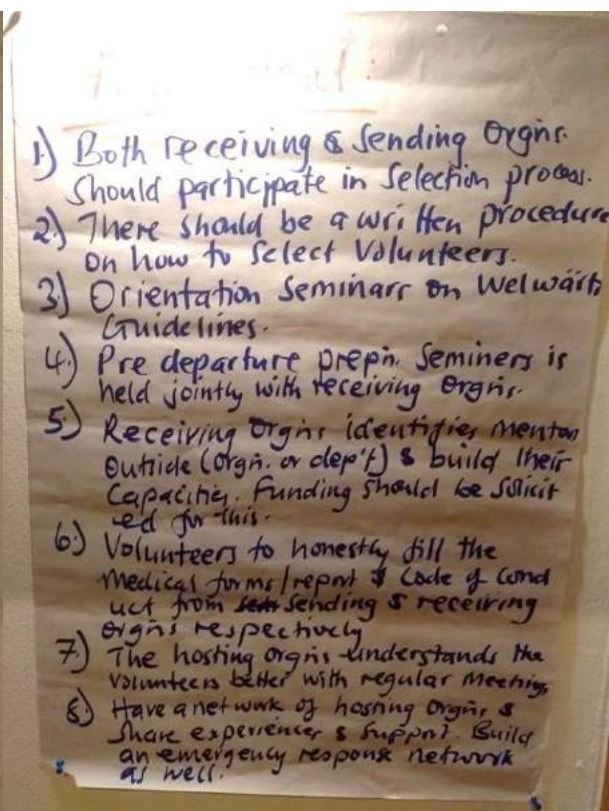 1.) Both receiving & Sending Orgns.
Should participate in Selection process.
2.) There should be a written procedure
on how to Select Volunteers.
3.) Orientation Seminars on Welwärts
Guidelines.
4.) Pre departure prep'n. Seminers is
held jointly with receiving Orgns.
5.) Receiving Orgns identifies mentors
Outside (orgn. or dep't) & build their
Capacities. Funding Should be Solicit
ed for this.
6.) Volunteers to honestly fill the
Medical forms/report & Code of Cond
uct from Sending & receiving
Orgns respectively
7.) The hosting orgns understands the
Volunteers better with regular Meetings
8.) Have a network of hosting Orgns &
Share experiences & Support. Build
an emergency response network
as well.